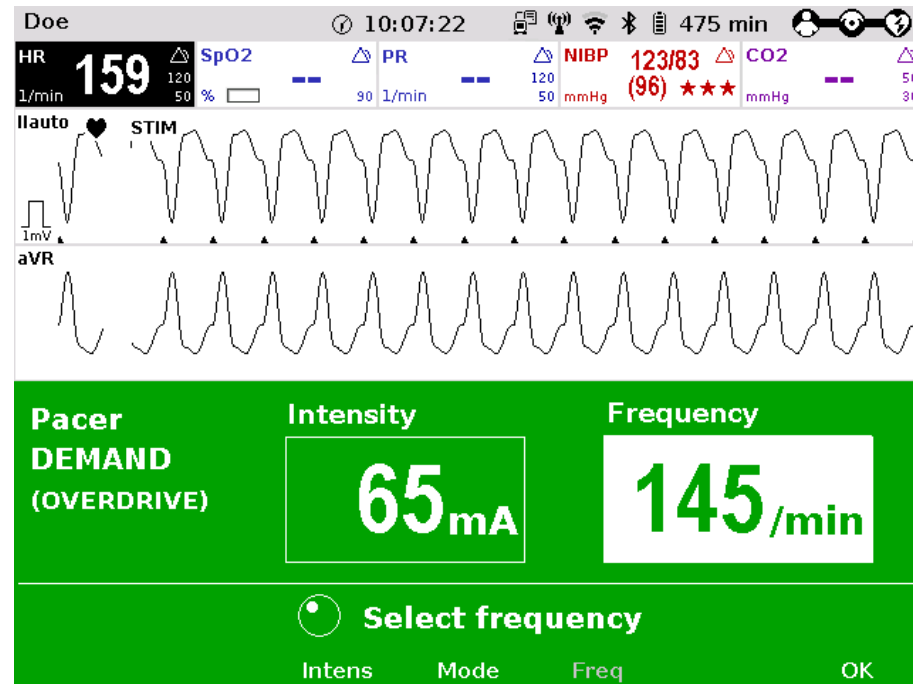 Doe 10:07:22 475 min
HR 159 120 50 1/min
SpO2 -- 90 %
PR -- 120 50 1/min
NIBP 123/83 (96) ★★★ mmHg
CO2 -- mmHg
IIauto STIM
1mV
aVR
Pacer
DEMAND
(OVERDRIVE)
Intensity
65 mA
Frequency
145 /min
Select frequency
Intens Mode Freq OK